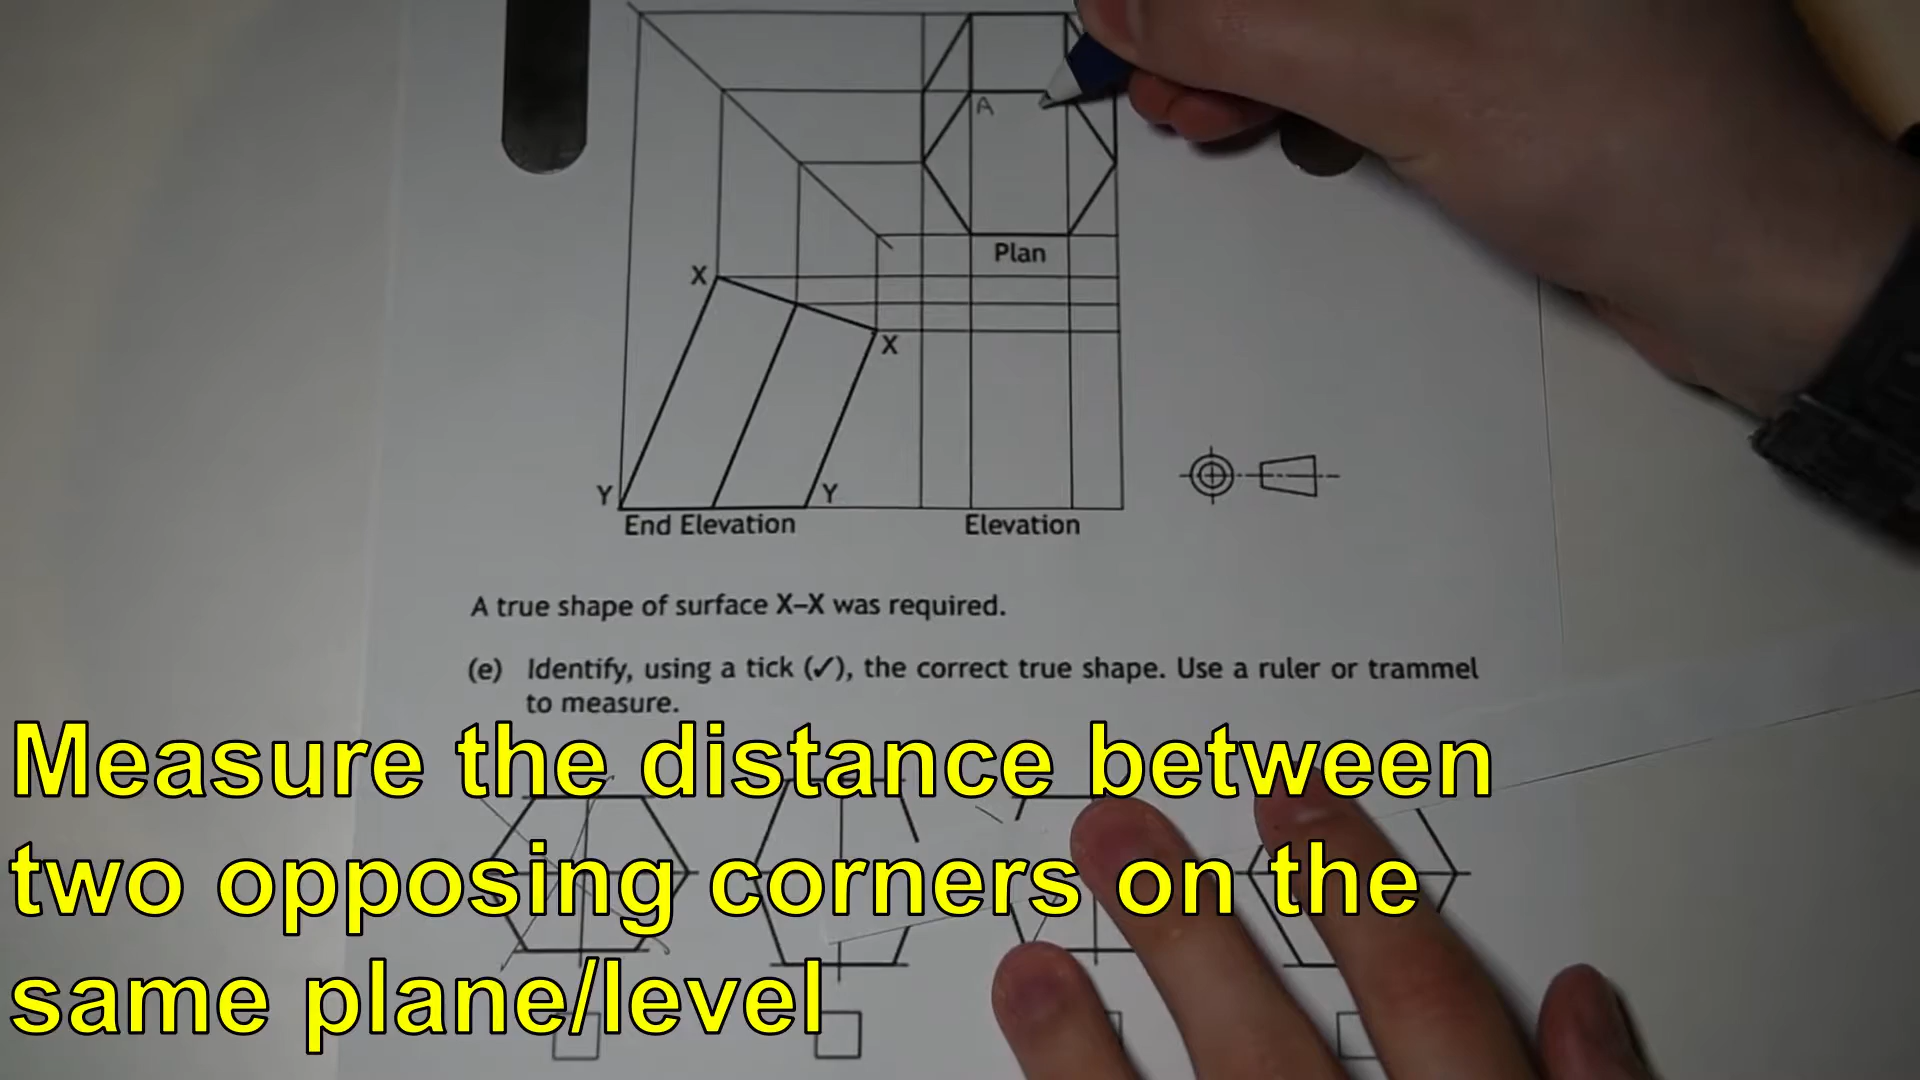 A
Plan
X
X
Y
Y
End Elevation
Elevation
A true shape of surface X–X was required.
(e) Identify, using a tick (✓), the correct true shape. Use a ruler or trammel
to measure.
Measure the distance between
two opposing corners on the
same plane/level